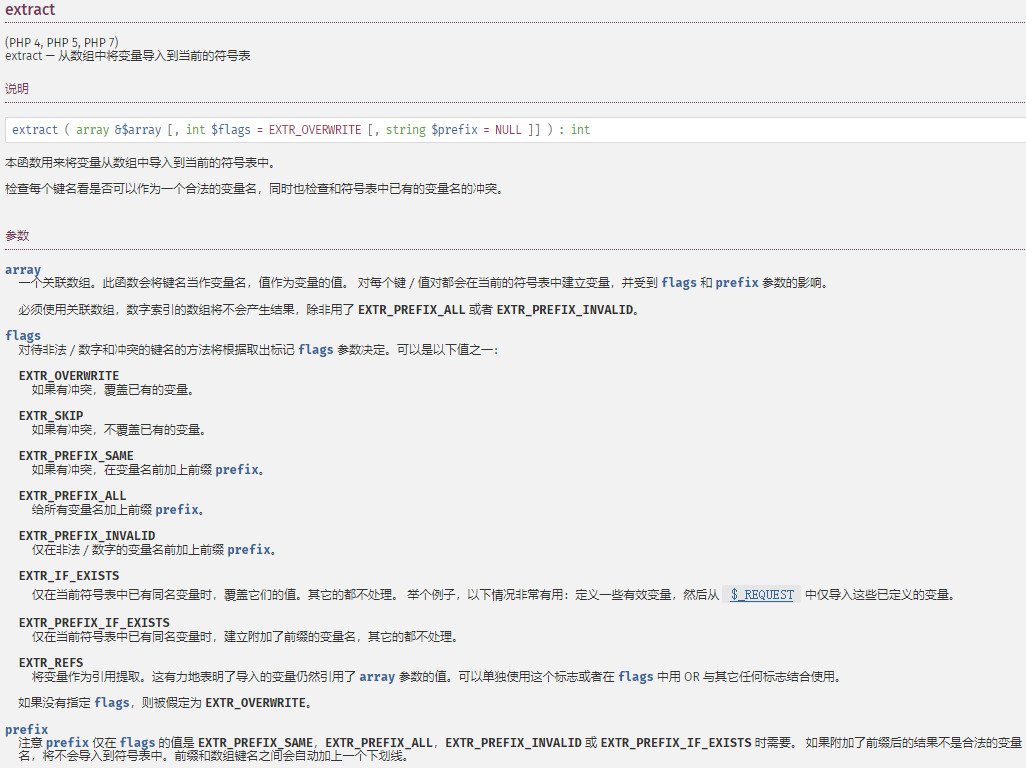 extract
(PHP 4, PHP 5, PHP 7)
extract — 从数组中将变量导入到当前的符号表
说明
extract ( array &$array [, int $flags = EXTR_OVERWRITE [, string $prefix = NULL ]] ) : int
本函数用来将变量从数组中导入到当前的符号表中。
检查每个键名看是否可以作为一个合法的变量名，同时也检查和符号表中已有的变量名的冲突。
参数
array
一个关联数组。此函数会将键名当作变量名，值作为变量的值。 对每个键／值对都会在当前的符号表中建立变量，并受到 flags 和 prefix 参数的影响。
必须使用关联数组，数字索引的数组将不会产生结果，除非用了 EXTR_PREFIX_ALL 或者 EXTR_PREFIX_INVALID。
flags
对待非法／数字和冲突的键名的方法将根据取出标记 flags 参数决定。可以是以下值之一：
EXTR_OVERWRITE
如果有冲突，覆盖已有的变量。
EXTR_SKIP
如果有冲突，不覆盖已有的变量。
EXTR_PREFIX_SAME
如果有冲突，在变量名前加上前缀 prefix。
EXTR_PREFIX_ALL
给所有变量名加上前缀 prefix。
EXTR_PREFIX_INVALID
仅在非法／数字的变量名前加上前缀 prefix。
EXTR_IF_EXISTS
仅在当前符号表中已有同名变量时，覆盖它们的值。其它的都不处理。 举个例子，以下情况非常有用：定义一些有效变量，然后从 $_REQUEST 中仅导入这些已定义的变量。
EXTR_PREFIX_IF_EXISTS
仅在当前符号表中已有同名变量时，建立附加了前缀的变量名，其它的都不处理。
EXTR_REFS
将变量作为引用提取。这有力地表明了导入的变量仍然引用了 array 参数的值。可以单独使用这个标志或者在 flags 中用 OR 与其它任何标志结合使用。
如果没有指定 flags，则被假定为 EXTR_OVERWRITE。
prefix
注意 prefix 仅在 flags 的值是 EXTR_PREFIX_SAME，EXTR_PREFIX_ALL，EXTR_PREFIX_INVALID 或 EXTR_PREFIX_IF_EXISTS 时需要。 如果附加了前缀后的结果不是合法的变量
名，将不会导入到符号表中。前缀和数组键名之间会自动加上一个下划线。